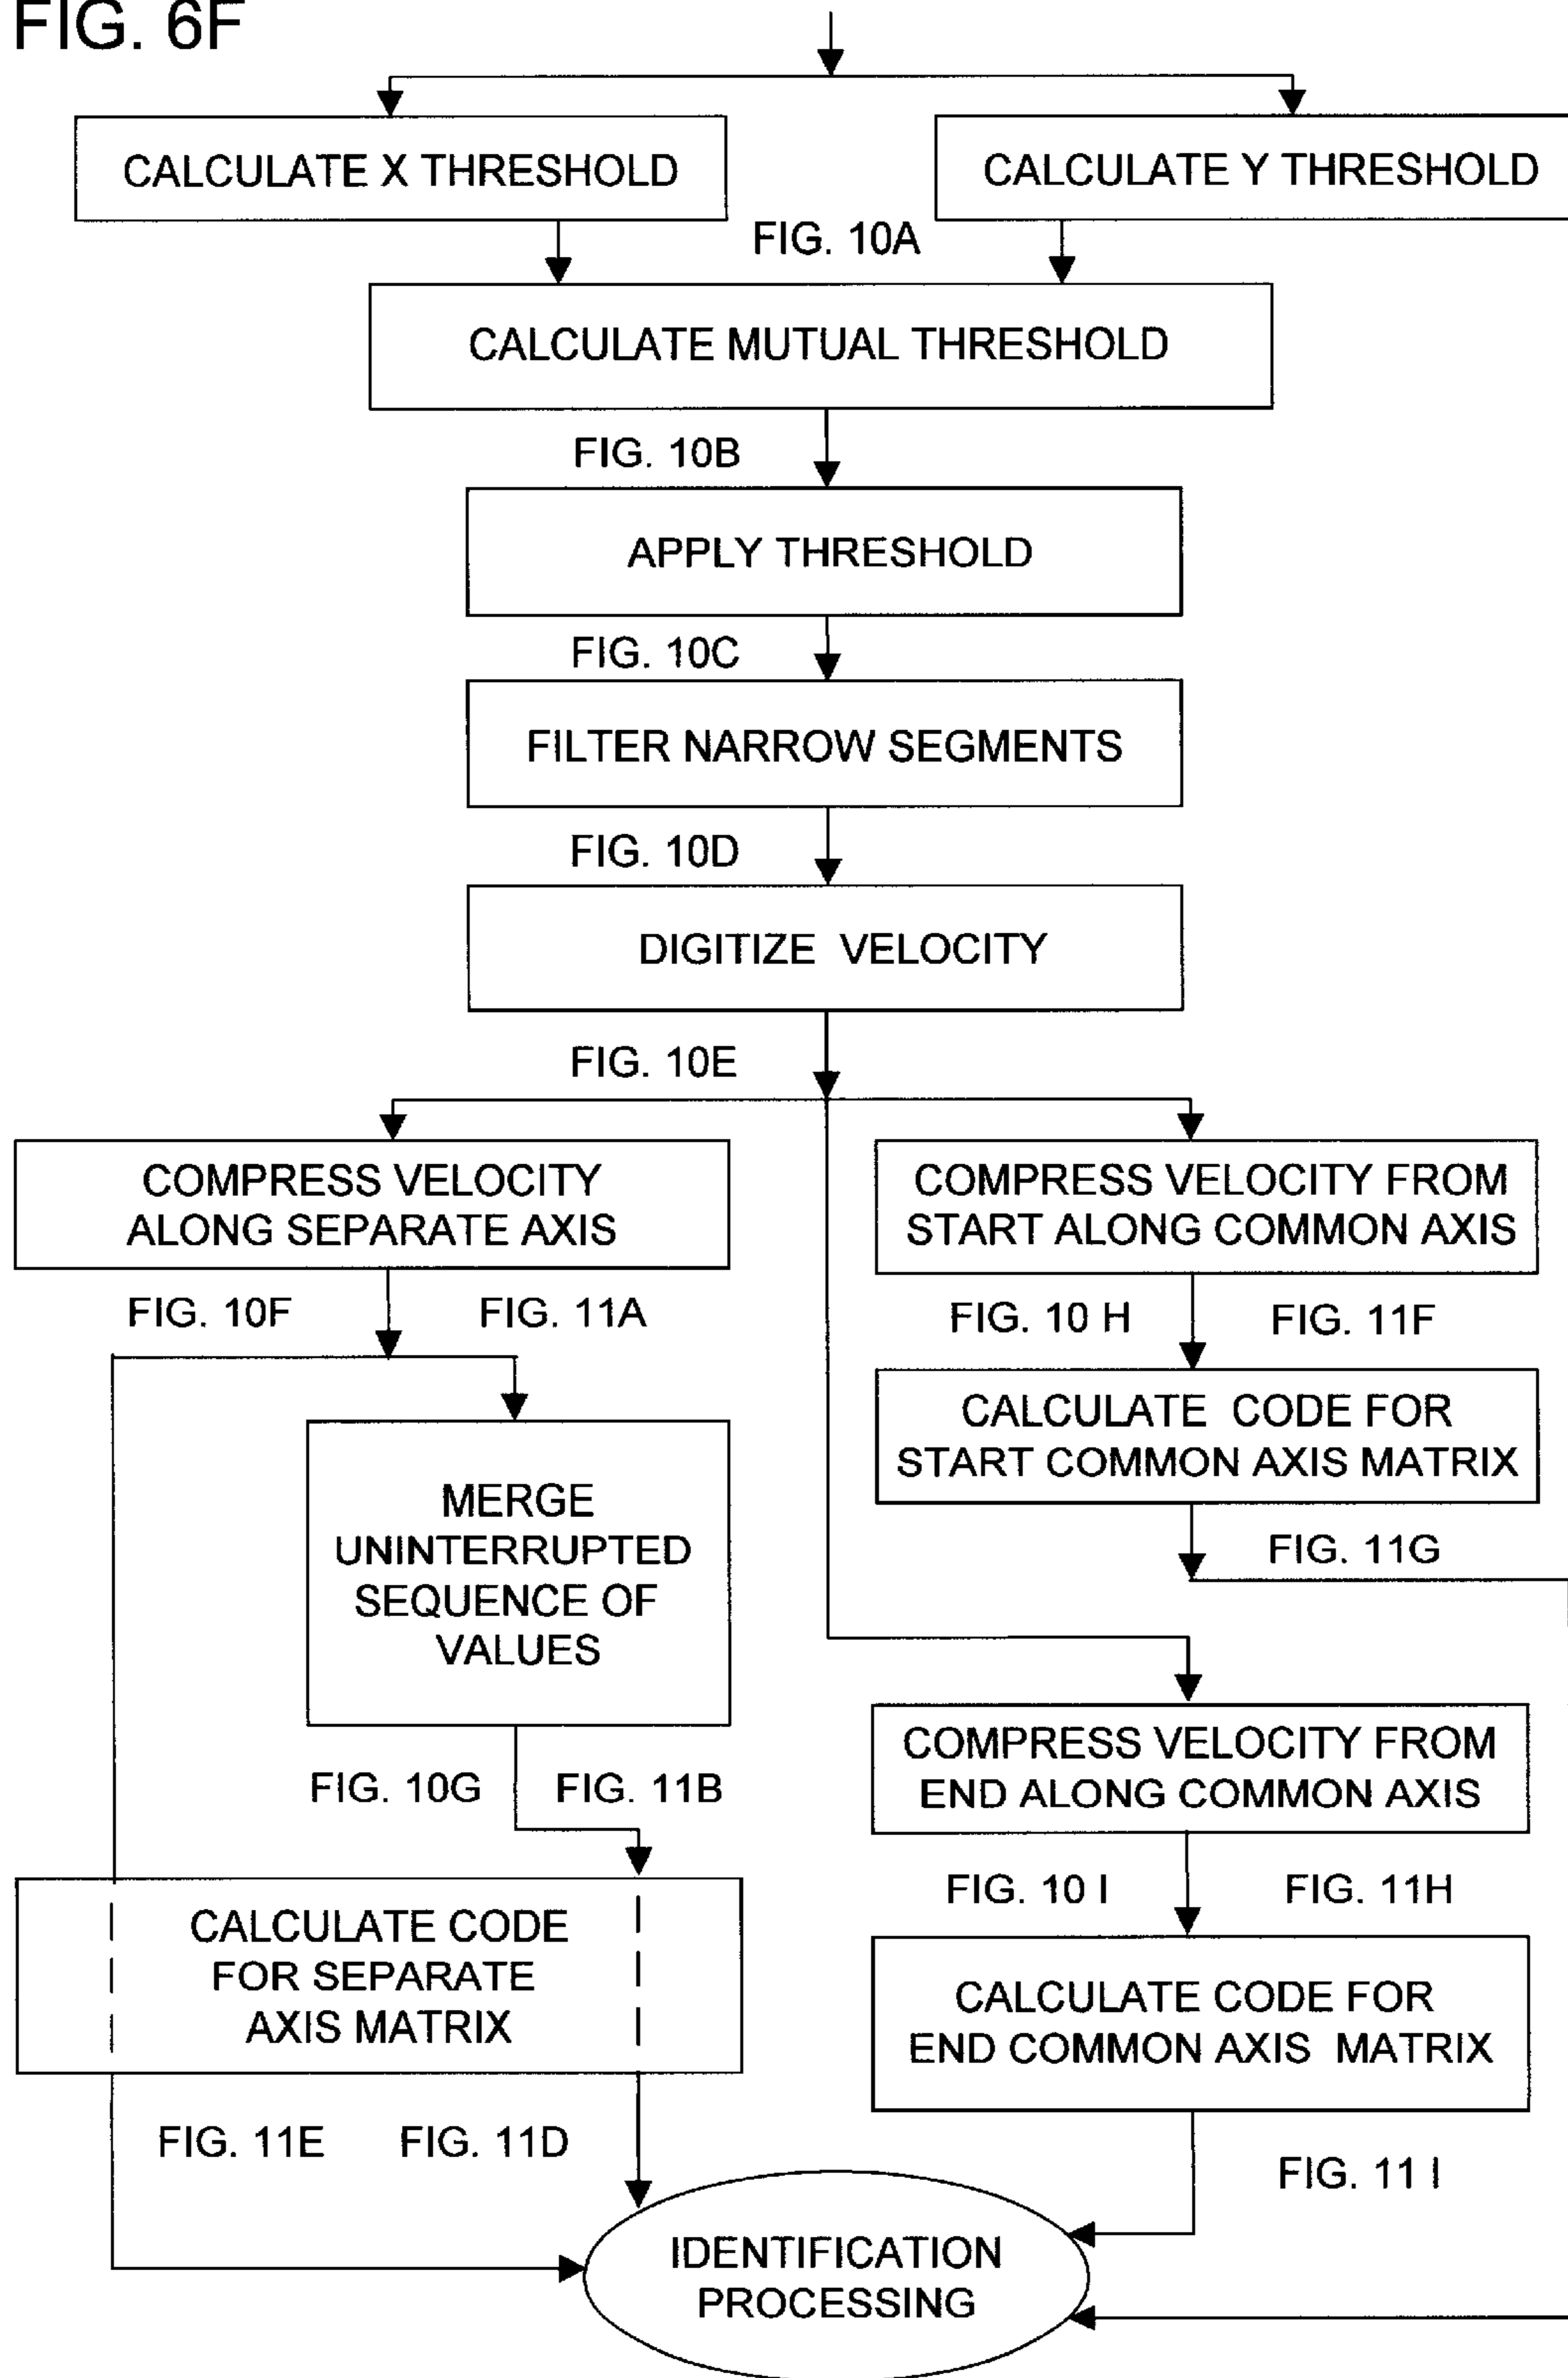 FIG. 6F
CALCULATE X THRESHOLD
CALCULATE Y THRESHOLD
FIG. 10A
CALCULATE MUTUAL THRESHOLD
FIG. 10B
APPLY THRESHOLD
FIG. 10C
FILTER NARROW SEGMENTS
FIG. 10D
DIGITIZE VELOCITY
FIG. 10E
COMPRESS VELOCITY
ALONG SEPARATE AXIS
FIG. 10F
FIG. 11A
MERGE
UNINTERRUPTED
SEQUENCE OF
VALUES
FIG. 10G
FIG. 11B
CALCULATE CODE
FOR SEPARATE
AXIS MATRIX
FIG. 11E
FIG. 11D
COMPRESS VELOCITY FROM
START ALONG COMMON AXIS
FIG. 10 H
FIG. 11F
CALCULATE CODE FOR
START COMMON AXIS MATRIX
FIG. 11G
COMPRESS VELOCITY FROM
END ALONG COMMON AXIS
FIG. 10 I
FIG. 11H
CALCULATE CODE FOR
END COMMON AXIS MATRIX
FIG. 11 I
IDENTIFICATION
PROCESSING